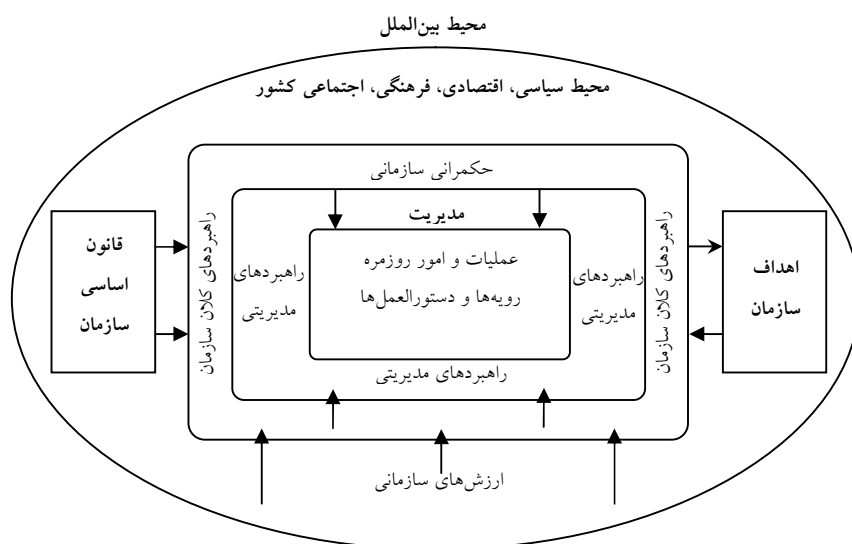 محیط بین‌الملل
محیط سیاسی، اقتصادی، فرهنگی، اجتماعی کشور
حکمرانی سازمانی
قانون
اساسی
سازمان
راهبردهای کلان سازمان
راهبردهای
مدیریتی
مدیریت
عملیات و امور روزمره
رویه‌ها و دستورالعمل‌ها
راهبردهای
مدیریتی
راهبردهای کلان سازمان
اهداف
سازمان
راهبردهای مدیریتی
ارزش‌های سازمانی